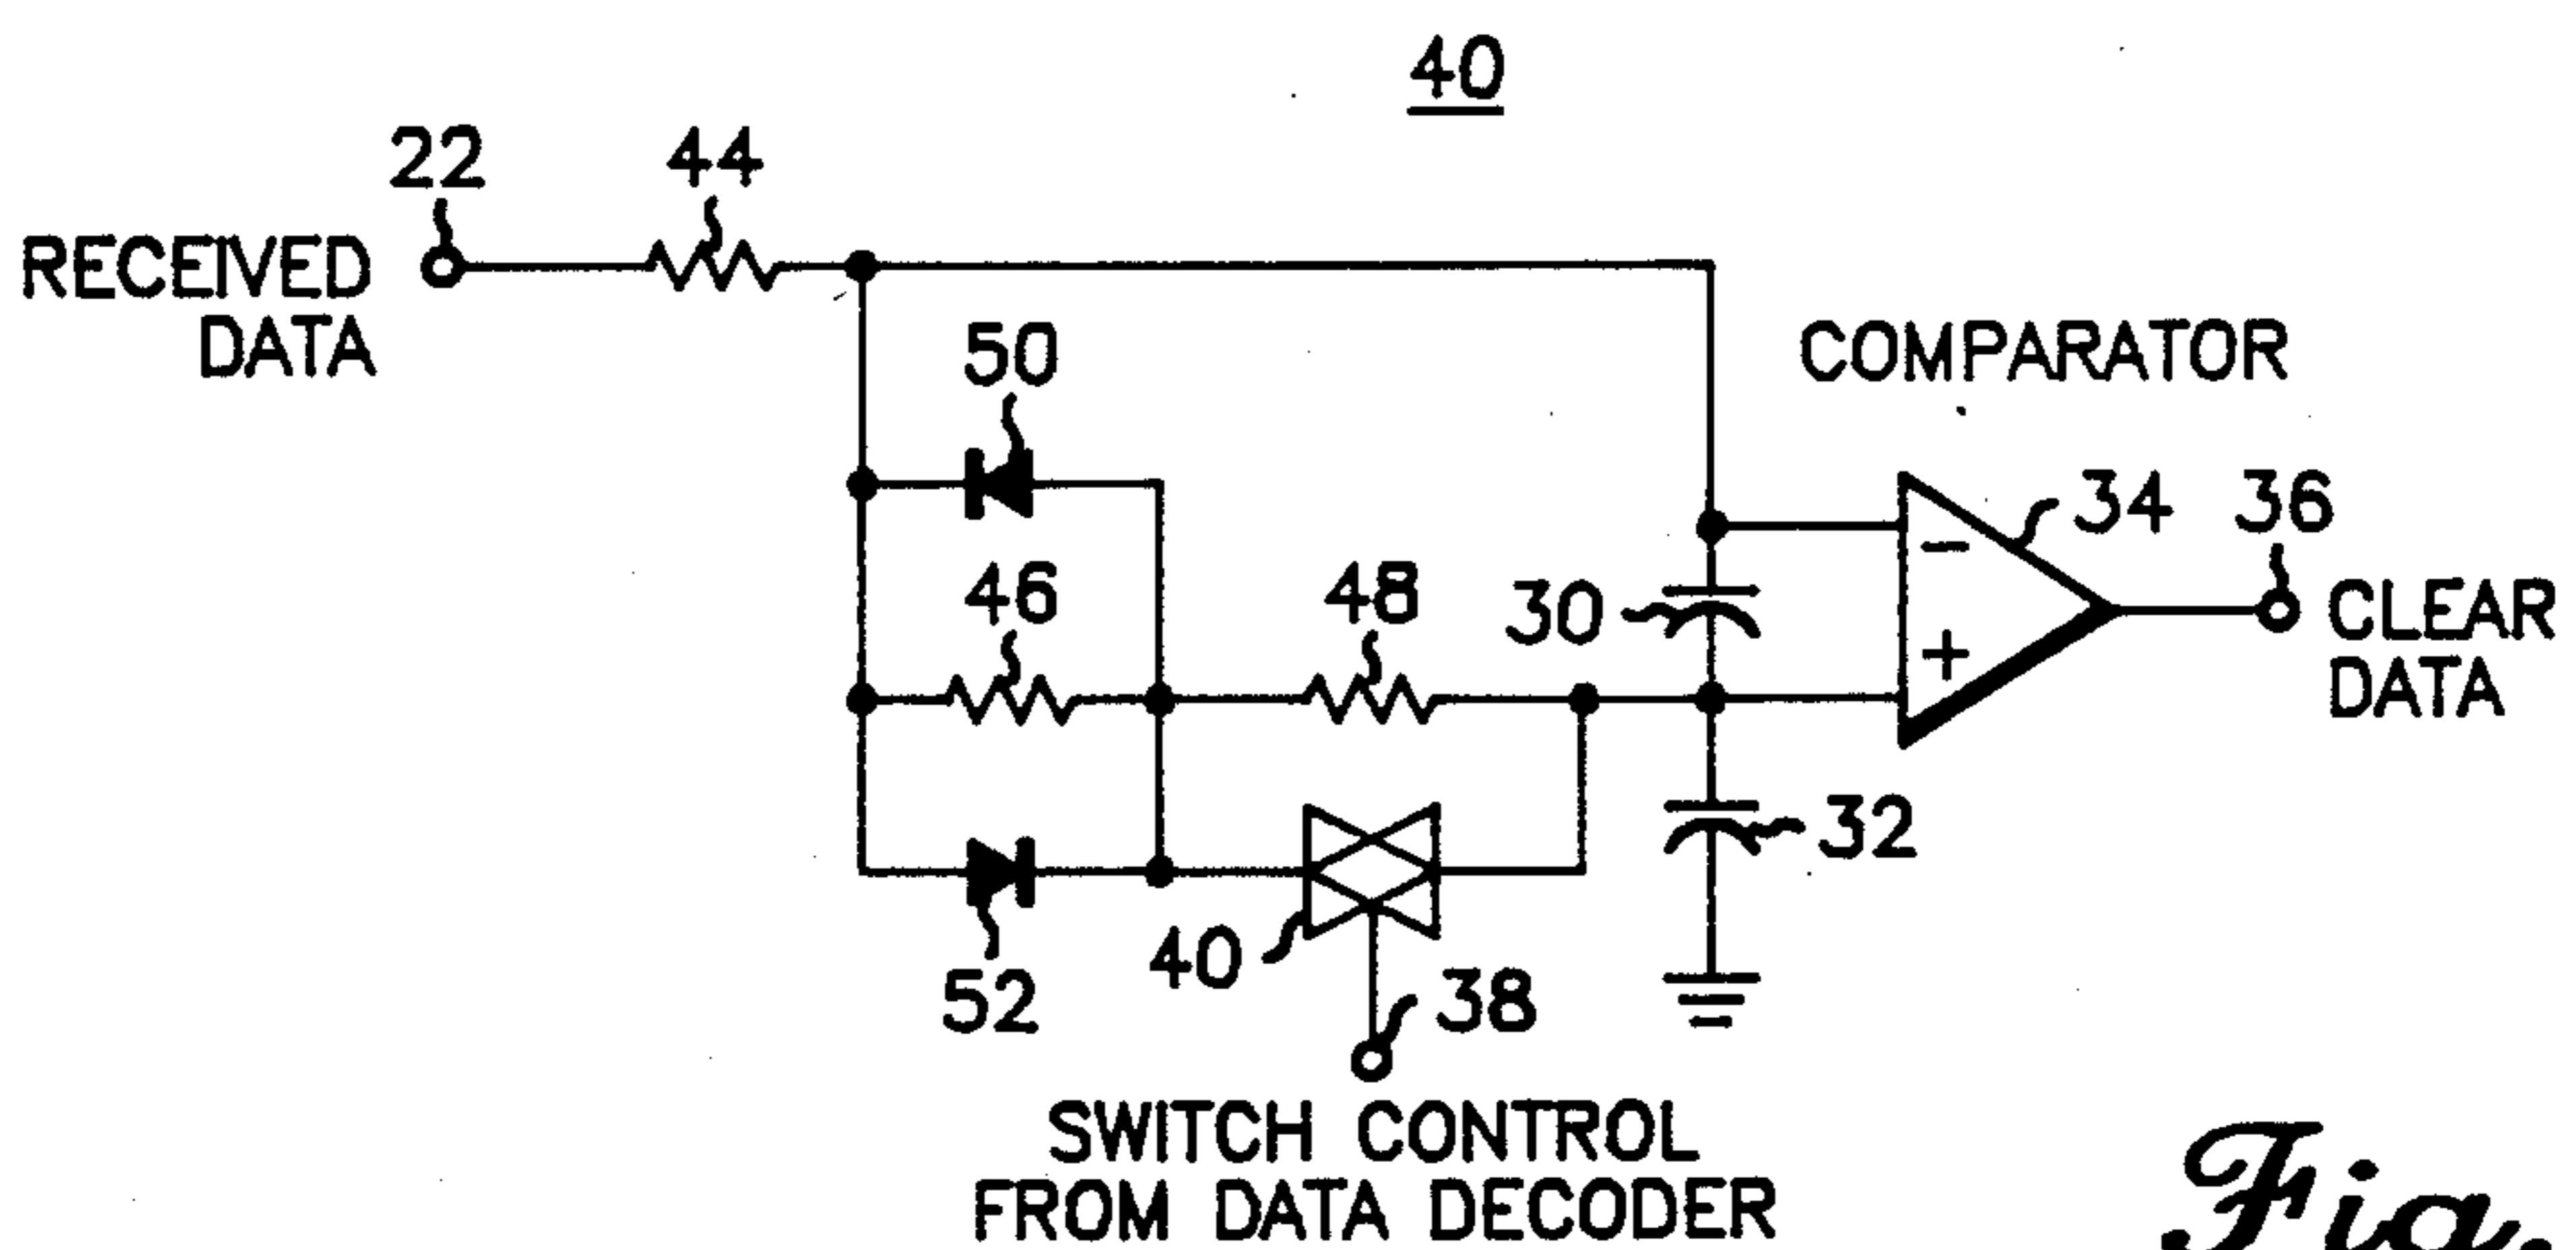 40
22
44
RECEIVED
DATA
50
COMPARATOR
34
36
46
48
30
-
+
CLEAR
DATA
32
40
52
38
SWITCH CONTROL
FROM DATA DECODER
Fig.